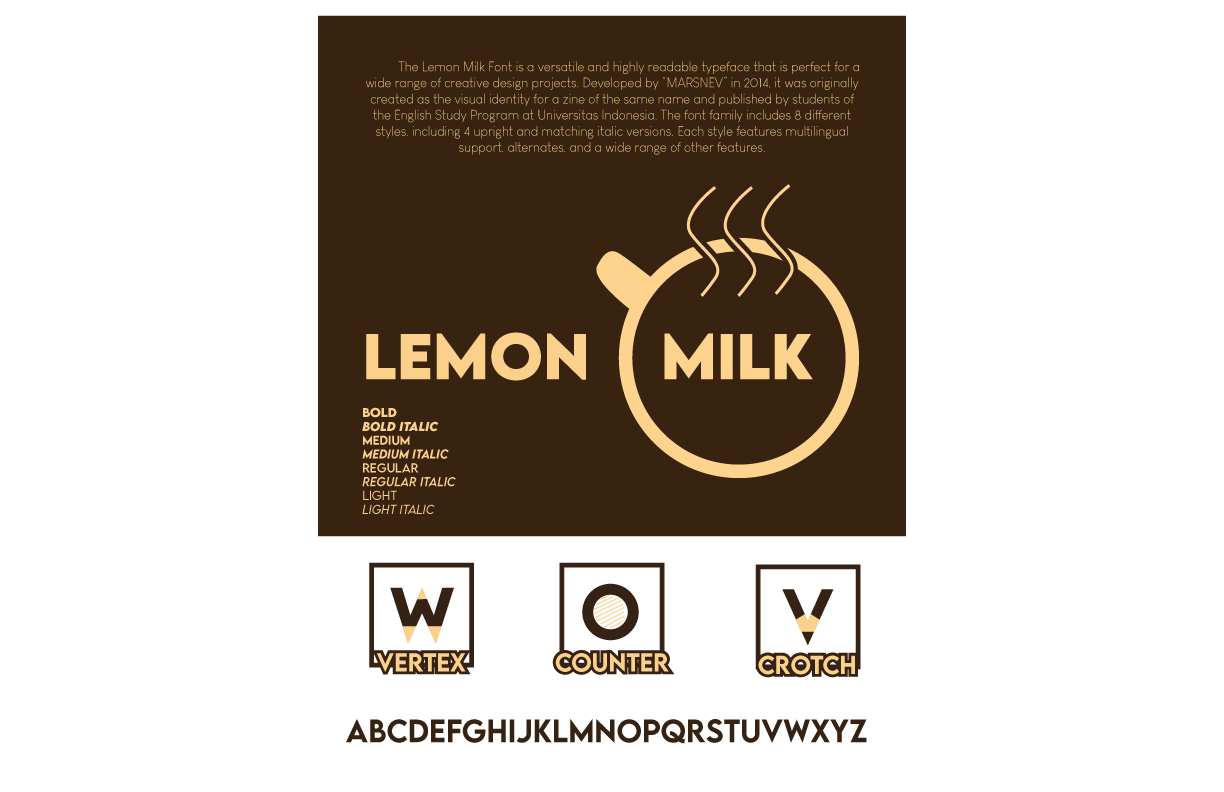 The Lemon Milk Font is a versatile and highly readable typeface that is perfect for a
wide range of creative design projects. Developed by "MARSNEV" in 2014, it was originally
created as the visual identity for a zine of the same name and published by students of
the English Study Program at Universitas Indonesia. The font family includes 8 different
styles, including 4 upright and matching italic versions. Each style features multilingual
support, alternates, and a wide range of other features.
LEMON MILK
BOLD
BOLD ITALIC
MEDIUM
MEDIUM ITALIC
REGULAR
REGULAR ITALIC
LIGHT
LIGHT ITALIC
W O V
VERTEX COUNTER CROTCH
ABCDEFGHIJKLMNOPQRSTUVWXYZ